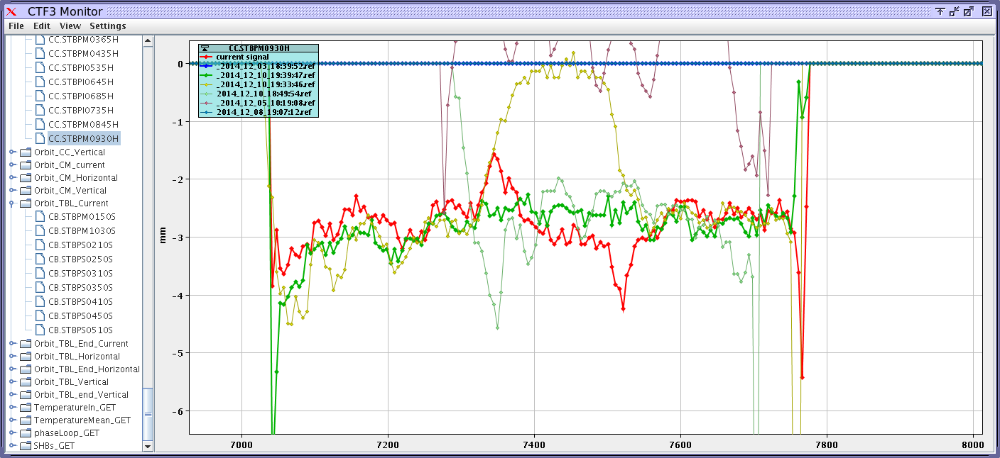 CTF3 Monitor
File Edit View Settings
CC.STBPM0365H
CC.STBPM0435H
CC.STBPI0535H
CC.STBPI0645H
CC.STBPI0685H
CC.STBPI0735H
CC.STBPM0845H
CC.STBPM0930H
Orbit_CC_Vertical
Orbit_CM_current
Orbit_CM_Horizontal
Orbit_CM_Vertical
Orbit_TBL_Current
CB.STBPM0150S
CB.STBPM1030S
CB.STBPS0210S
CB.STBPS0250S
CB.STBPS0310S
CB.STBPS0350S
CB.STBPS0410S
CB.STBPS0450S
CB.STBPS0510S
Orbit_TBL_End_Current
Orbit_TBL_Horizontal
Orbit_TBL_End_Horizontal
Orbit_TBL_Vertical
Orbit_TBL_end_Vertical
TemperatureIn_GET
TemperatureMean_GET
phaseLoop_GET
SHBs_GET
CC.STBPM0930H
current signal
_2014_12_03_18:39:52.ref
_2014_12_10_19:39:47.ref
_2014_12_10_19:33:46.ref
2014_12_10_18:49:54.ref
_2014_12_05_10:19:08.ref
2014_12_08_19:07:12.ref
0
-1
-2
-3
-4
-5
-6
mm
7000 7200 7400 7600 7800 8000